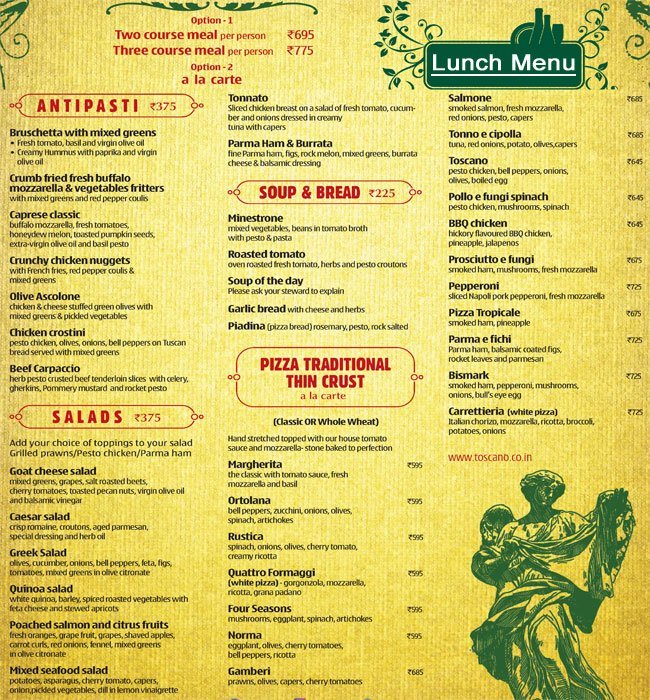 Option - 1
Two course meal per person ₹695
Three course meal per person ₹775
Option - 2
a la carte
Lunch Menu
ANTIPASTI ₹375
Bruschetta with mixed greens
• Fresh tomato, basil and virgin olive oil
• Creamy Hummus with paprika and virgin
olive oil
Crumb fried fresh buffalo
mozzarella & vegetables fritters
with mixed greens and red pepper coulis
Caprese classic
buffalo mozzarella, fresh tomatoes,
honeydew melon, toasted pumpkin seeds,
extra-virgin olive oil and basil pesto
Crunchy chicken nuggets
with French fries, red pepper coulis &
mixed greens
Olive Ascolone
chicken & cheese stuffed green olives with
mixed greens & pickled vegetables
Chicken crostini
pesto chicken, olives, onions, bell peppers on Tuscan
bread served with mixed greens
Beef Carpaccio
herb pesto crusted beef tenderloin slices with celery,
gherkins, Pommery mustard and rocket pesto
SALADS ₹375
Add your choice of toppings to your salad
Grilled prawns/Pesto chicken/Parma ham
Goat cheese salad
mixed greens, grapes, salt roasted beets,
cherry tomatoes, toasted pecan nuts, virgin olive oil
and balsamic vinegar
Caesar salad
crisp romaine, croutons, aged parmesan,
special dressing and herb oil
Greek Salad
olives, cucumber, onions, bell peppers, feta, figs,
tomatoes, mixed greens in olive citronate
Quinoa salad
white quinoa, barley, spiced roasted vegetables with
feta cheese and stewed apricots
Poached salmon and citrus fruits
fresh oranges, grape fruit, grapes, shaved apples,
carrot curls, red onions, fennel, mixed greens
in olive citronate
Mixed seafood salad
potatoes, asparagus, cherry tomato, capers,
onion,pickled vegetables, dill in lemon vinaigrette
Tonnato
Sliced chicken breast on a salad of fresh tomato, cucum-
ber and onions dressed in creamy
tuna with capers
Parma Ham & Burrata
fine Parma ham, figs, rock melon, mixed greens, burrata
cheese & balsamic dressing
SOUP & BREAD ₹225
Minestrone
mixed vegetables, beans in tomato broth
with pesto & pasta
Roasted tomato
oven roasted fresh tomato, herbs and pesto croutons
Soup of the day
Please ask your steward to explain
Garlic bread with cheese and herbs
Piadina (pizza bread) rosemary, pesto, rock salted
PIZZA TRADITIONAL
THIN CRUST
a la carte
(Classic OR Whole Wheat)
Hand stretched topped with our house tomato
sauce and mozzarella- stone baked to perfection
Margherita ₹595
the classic with tomato sauce, fresh
mozzarella and basil
Ortolana ₹595
bell peppers, zucchini, onions, olives,
spinach, artichokes
Rustica ₹595
spinach, onions, olives, cherry tomato,
creamy ricotta
Quattro Formaggi ₹595
(white pizza) - gorgonzola, mozzarella,
ricotta, grana padano
Four Seasons ₹595
mushrooms, eggplant, spinach, artichokes
Norma ₹595
eggplant, olives, cherry tomatoes,
bell peppers, ricotta
Gamberi ₹685
prawns, olives, capers, cherry tomatoes
Salmone ₹685
smoked salmon, fresh mozzarella,
red onions, pesto, capers
Tonno e cipolla ₹685
tuna, red onions, potato, olives,capers
Toscano ₹645
pesto chicken, bell peppers, onions,
olives, boiled egg
Pollo e fungi spinach ₹645
pesto chicken, mushrooms, spinach
BBQ chicken ₹645
hickory flavoured BBQ chicken,
pineapple, jalapenos
Prosciutto e fungi ₹675
smoked ham, mushrooms, fresh mozzarella
Pepperoni ₹725
sliced Napoli pork pepperoni, fresh mozzarella
Pizza Tropicale ₹675
smoked ham, pineapple
Parma e fichi ₹725
Parma ham, balsamic coated figs,
rocket leaves and parmesan
Bismark ₹725
smoked ham, pepperoni, mushrooms,
onions, bull's eye egg
Carrettieria (white pizza) ₹725
Italian chorizo, mozzarella, ricotta, broccoli,
potatoes, onions
www.toscano.co.in